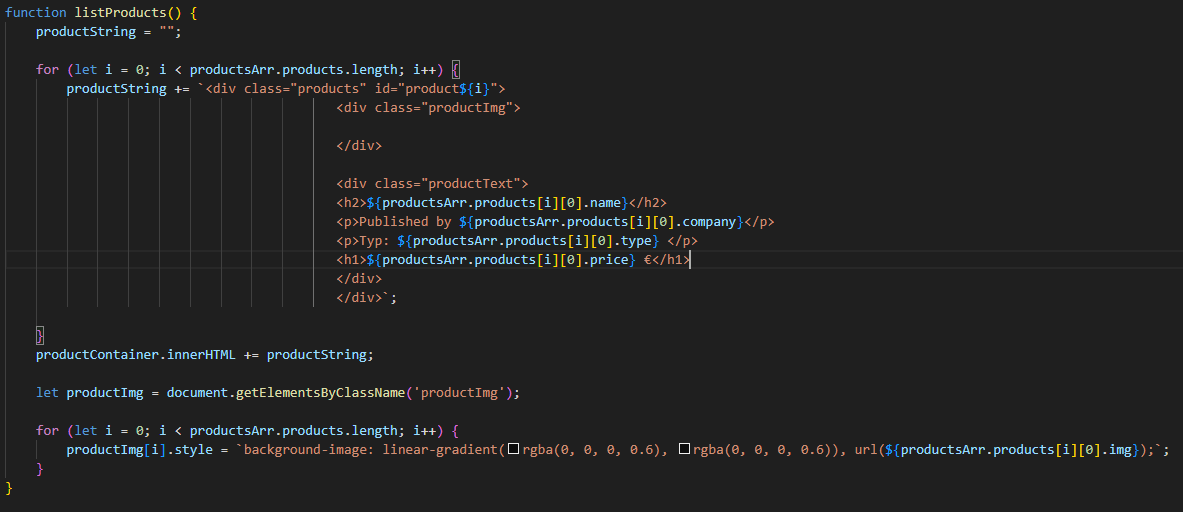 function listProducts() {
productString = "";
for (let i = 0; i < productsArr.products.length; i++) {
productString += `<div class="products" id="product${i}">
<div class="productImg">
</div>
<div class="productText">
<h2>${productsArr.products[i][0].name}</h2>
<p>Published by ${productsArr.products[i][0].company}</p>
<p>Typ: ${productsArr.products[i][0].type} </p>
<h1>${productsArr.products[i][0].price} €</h1>
</div>
</div>`;
}
productContainer.innerHTML += productString;
let productImg = document.getElementsByClassName('productImg');
for (let i = 0; i < productsArr.products.length; i++) {
productImg[i].style = `background-image: linear-gradient(rgba(0, 0, 0, 0.6), rgba(0, 0, 0, 0.6)), url(${productsArr.products[i][0].img});`;
}
}